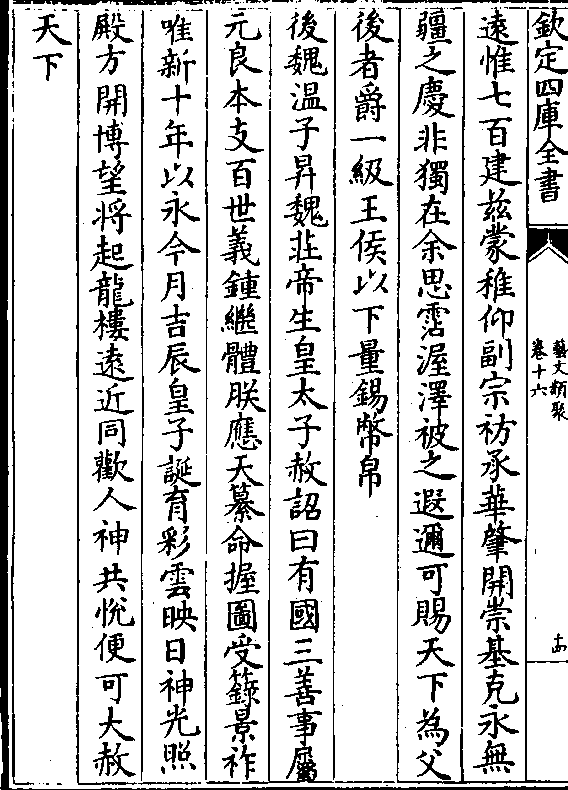 欽定四庫全書
藝文類聚
卷十六
十四
遠惟七百建兹蒙稚仰副宗祊承華肇開崇基克永無
疆之慶非獨在余思霑渥澤被之遐邇可賜天下為父
後者爵一級王侯以下量錫幣帛
後魏温子昇魏莊帝生皇太子赦詔曰有國三善事屬
元良本支百世義鍾繼體朕應天纂命握圖受籙景祚
唯新十年以永今月吉辰皇子誕育彩雲映日神光照
殿方開博望将起龍樓遠近同歡人神共悦便可大赦
天下